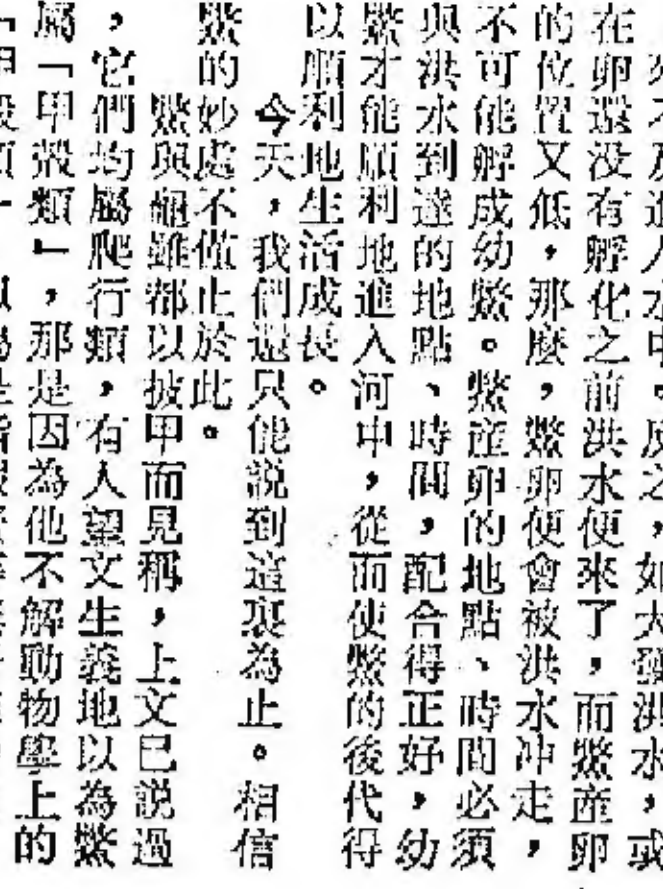 不及進入水中。反之，如大發洪水，或
在卵還沒有孵化之前洪水便來了，而鱉產卵
的位置又低，那麼，鱉卵便會被洪水冲走，
不可能孵成幼鱉。鱉產卵的地點、時間必須
與洪水到達的地點、時間，配合得正好，幼
鱉才能順利地進入河中，從而使鱉的後代得
以順利地生活成長。
今天，我們還只能説到這裏為止。相信
鱉的妙處不僅止於此。
鱉與龜雖都以披甲而見稱，上文已説過
，它們均屬爬行類，有人望文生義地以為鱉
屬「甲殼類」，那是因為他不解動物學上的
「甲殼類」